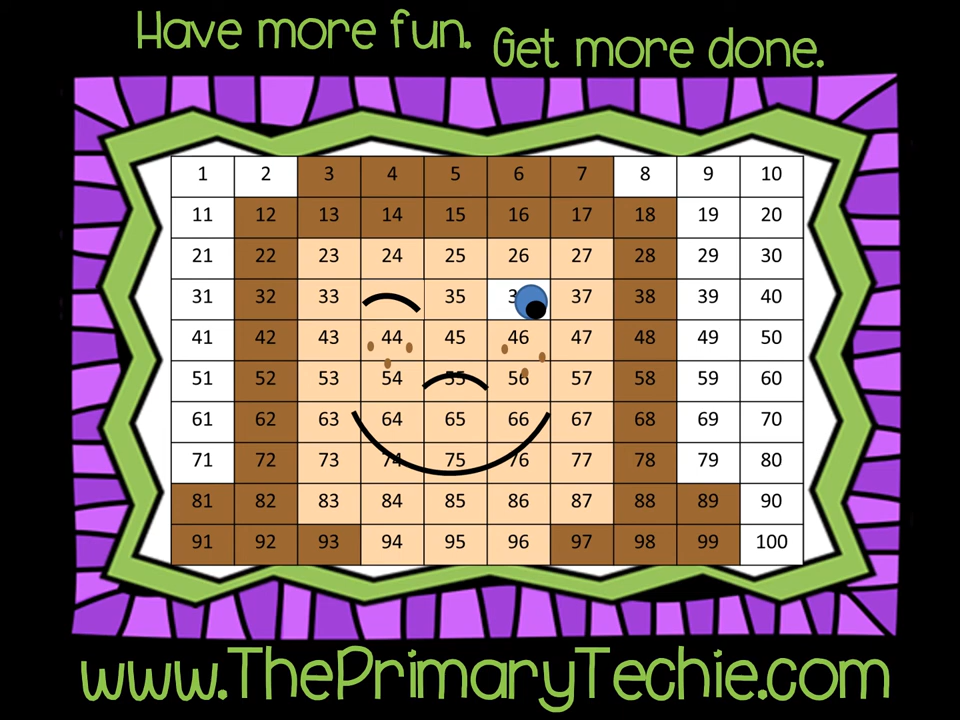 Have more fun. Get more done.
1 2 3 4 5 6 7 8 9 10
11 12 13 14 15 16 17 18 19 20
21 22 23 24 25 26 27 28 29 30
31 32 33 35 37 38 39 40
41 42 43 44 45 46 47 48 49 50
51 52 53 54 55 56 57 58 59 60
61 62 63 64 65 66 67 68 69 70
71 72 73 74 75 76 77 78 79 80
81 82 83 84 85 86 87 88 89 90
91 92 93 94 95 96 97 98 99 100
www.ThePrimaryTechie.com